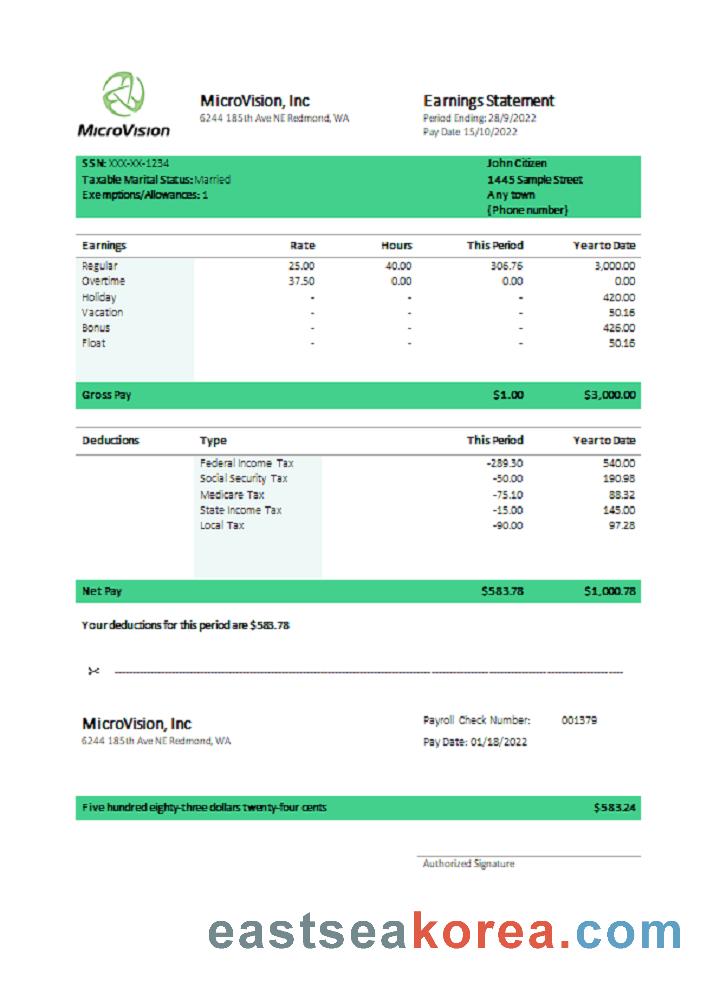 MicroVision
MicroVision, Inc
6244 185th Ave NE Redmond, WA
Earnings Statement
Period Ending: 28/9/2022
Pay Date 15/10/2022
SSN: XXX-XX-1234
Taxable Marital Status: Married
Exemptions/Allowances: 1
John Citizen
1445 Sample Street
Any town
{Phone number}
Earnings Rate Hours This Period Year to Date
Regular 25.00 40.00 306.76 3,000.00
Overtime 37.50 0.00 0.00 0.00
Holiday - - - 420.00
Vacation - - - 50.16
Bonus - - - 426.00
Float - - - 50.16
Gross Pay $1.00 $3,000.00
Deductions Type This Period Year to Date
Federal Income Tax -289.30 540.00
Social Security Tax -50.00 190.98
Medicare Tax -75.10 88.32
State Income Tax -15.00 145.00
Local Tax -90.00 97.28
Net Pay $583.78 $1,000.78
Your deductions for this period are $583.78
MicroVision, Inc
6244 185th Ave NE Redmond, WA
Payroll Check Number: 001379
Pay Date: 01/18/2022
Five hundred eighty-three dollars twenty-four cents $583.24
Authorized Signature
eastseakorea.com